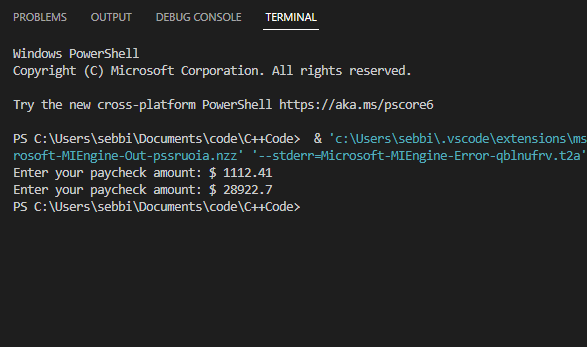 PROBLEMS OUTPUT DEBUG CONSOLE TERMINAL
Windows PowerShell
Copyright (C) Microsoft Corporation. All rights reserved.
Try the new cross-platform PowerShell https://aka.ms/pscore6
PS C:\Users\sebbi\Documents\code\C++Code>  & 'c:\Users\sebbi\.vscode\extensions\ms
rosoft-MIEngine-Out-pssruoia.nzz' '--stderr=Microsoft-MIEngine-Error-qblnufrv.t2a'
Enter your paycheck amount: $ 1112.41
Enter your paycheck amount: $ 28922.7
PS C:\Users\sebbi\Documents\code\C++Code>